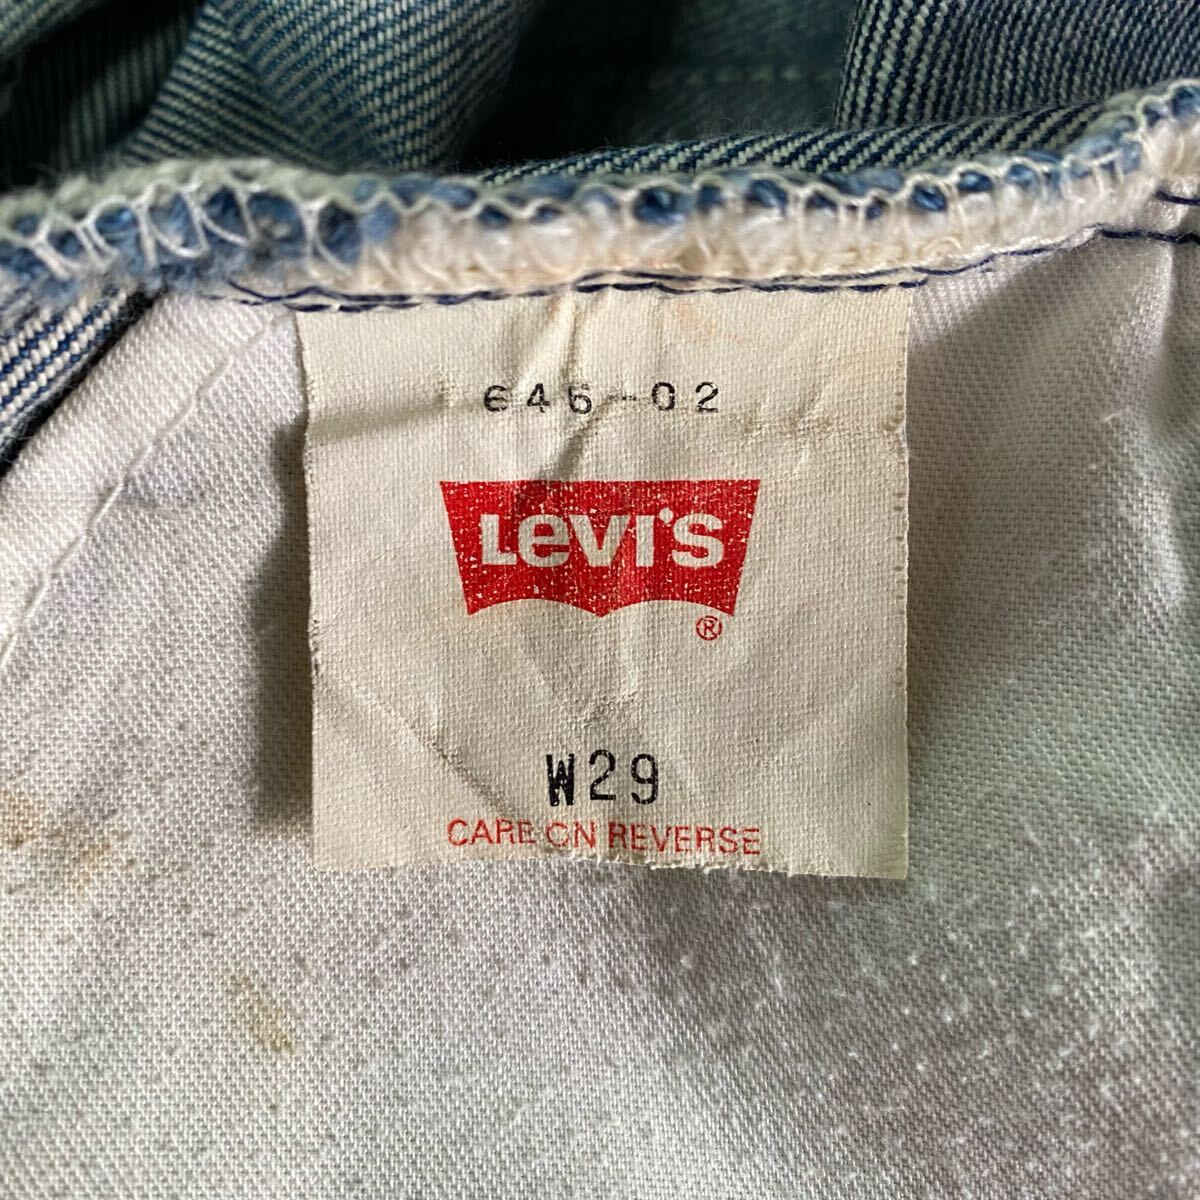 646-02
Levi's
®
W29
CARE ON REVERSE